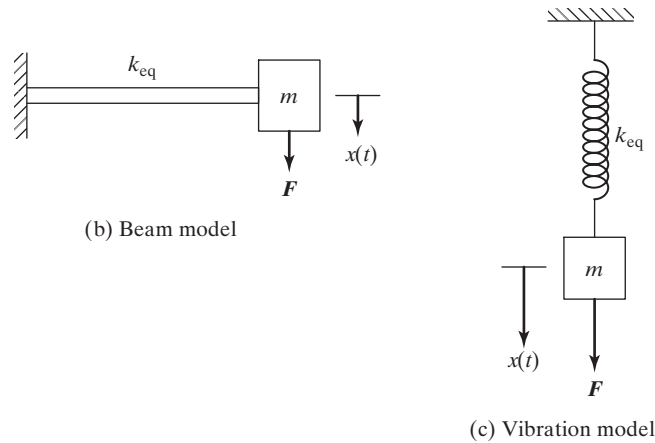 k_eq
m
x(t)
F
(b) Beam model
k_eq
m
x(t)
F
(c) Vibration model